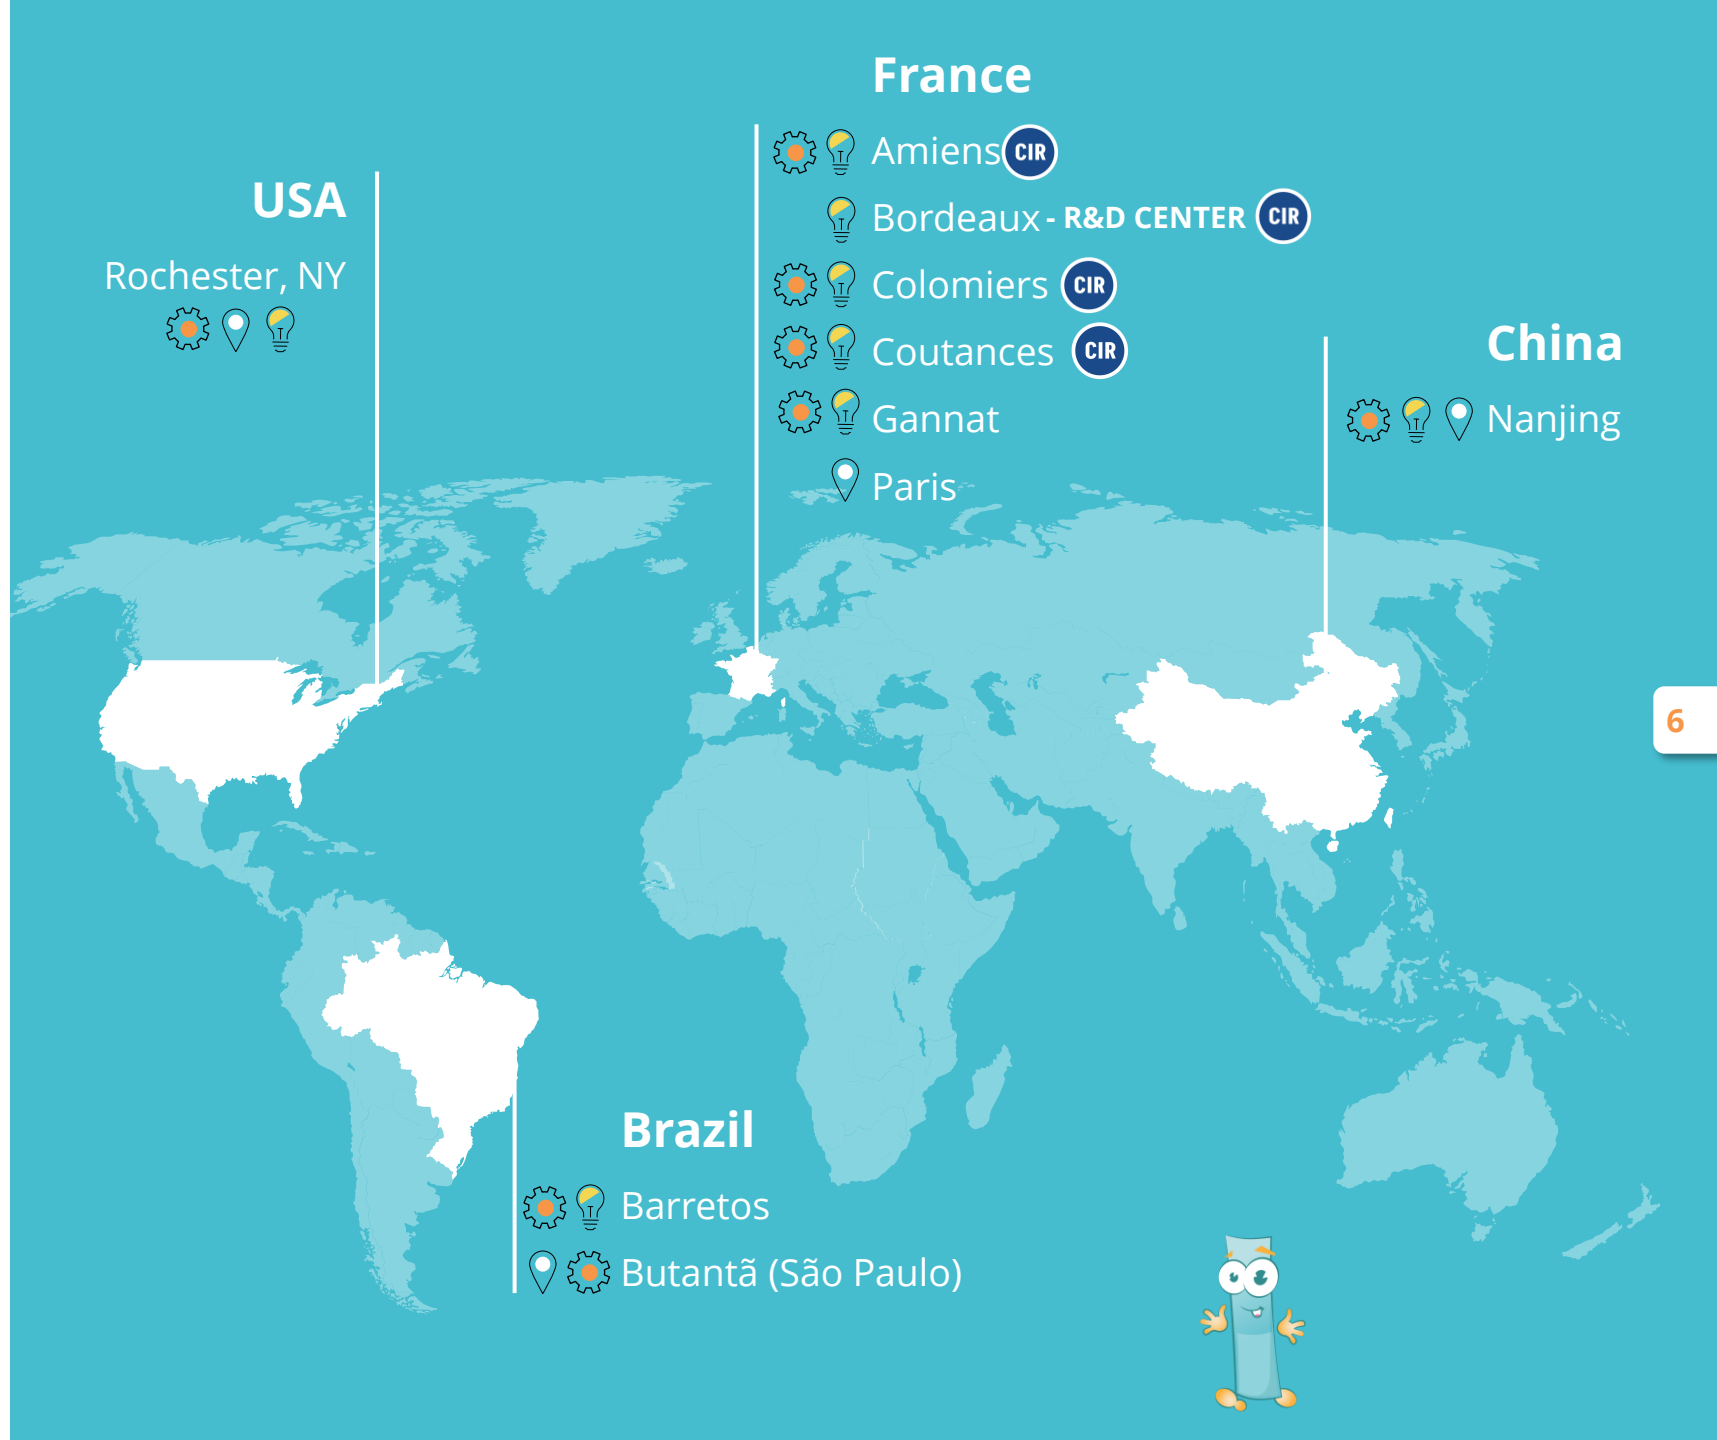 France
Amiens CIR
Bordeaux - R&D CENTER CIR
Colomiers CIR
Coutances CIR
Gannat
Paris
USA
Rochester, NY
China
Nanjing
6
Brazil
Barretos
Butantã (São Paulo)